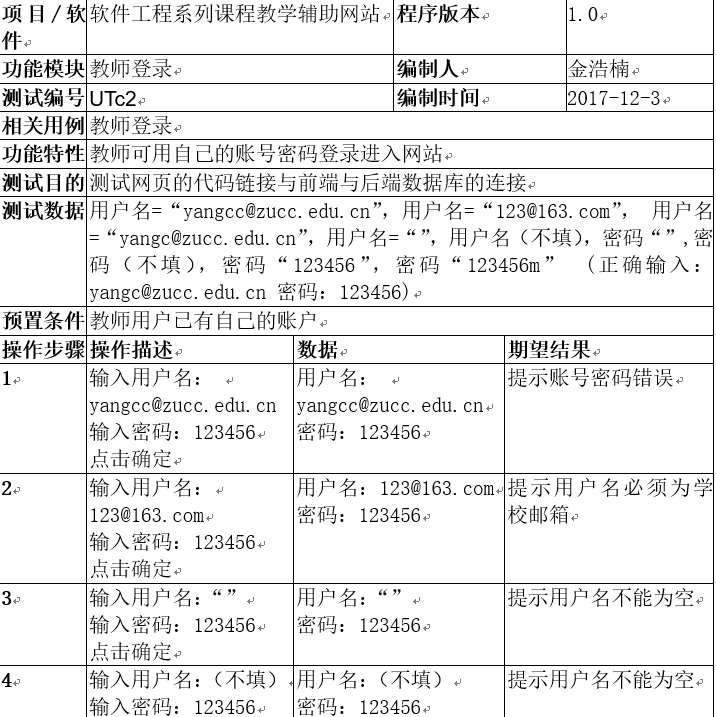 项目/软件 软件工程系列课程教学辅助网站 程序版本 1.0
功能模块 教师登录 编制人 金浩楠
测试编号 UTc2 编制时间 2017-12-3
相关用例 教师登录
功能特性 教师可用自己的账号密码登录进入网站
测试目的 测试网页的代码链接与前端与后端数据库的连接
测试数据 用户名=“yangcc@zucc.edu.cn”，用户名=“123@163.com”， 用户名
=“yangc@zucc.edu.cn”，用户名=“”，用户名（不填），密码“”,密
码（不填），密码“123456”，密码“123456m” （正确输入：
yangc@zucc.edu.cn 密码：123456)
预置条件 教师用户已有自己的账户
操作步骤 操作描述 数据 期望结果
1 输入用户名： 用户名： 提示账号密码错误
yangcc@zucc.edu.cn yangcc@zucc.edu.cn
输入密码：123456 密码：123456
点击确定
2 输入用户名： 用户名：123@163.com 提示用户名必须为学
123@163.com 密码：123456 校邮箱
输入密码：123456
点击确定
3 输入用户名：“” 用户名：“” 提示用户名不能为空
输入密码：123456 密码：123456
点击确定
4 输入用户名：（不填） 用户名：（不填） 提示用户名不能为空
输入密码：123456 密码：123456